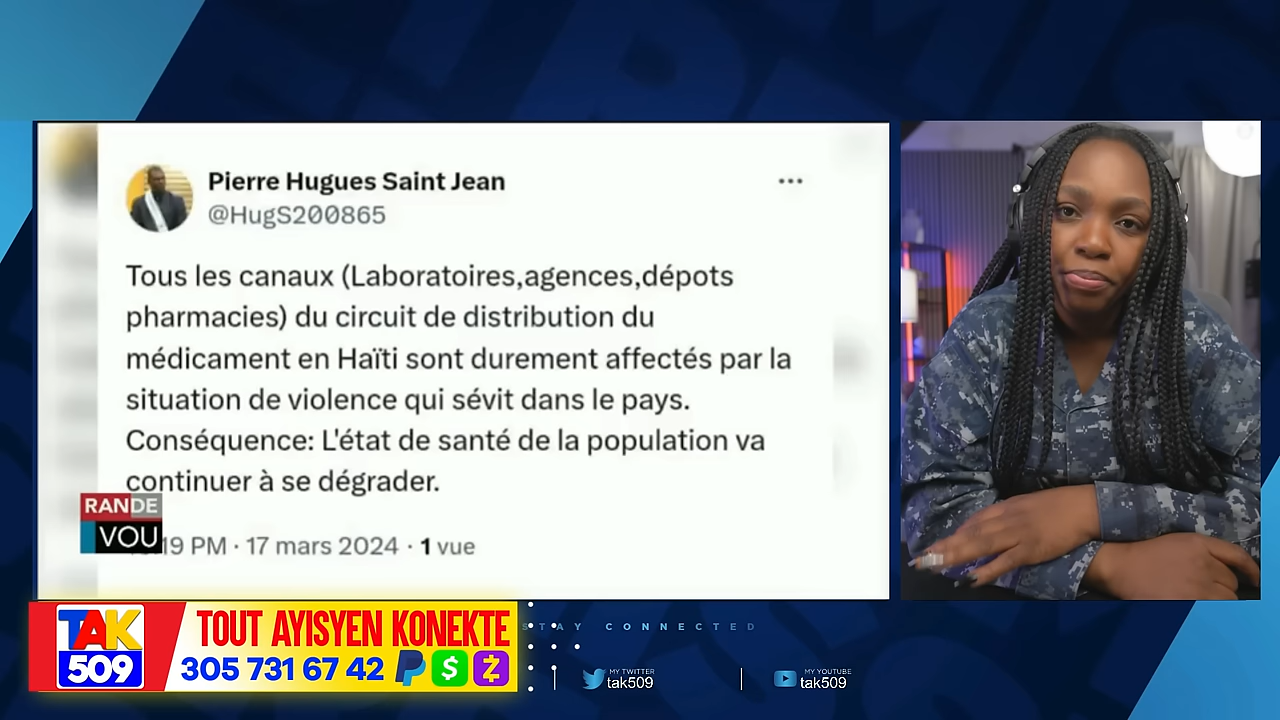 Pierre Hugues Saint Jean
@HugS200865
Tous les canaux (Laboratoires,agences,dépots
pharmacies) du circuit de distribution du
médicament en Haïti sont durement affectés par la
situation de violence qui sévit dans le pays.
Conséquence: L'état de santé de la population va
continuer à se dégrader.
19 PM · 17 mars 2024 · 1 vue
RANDE
VOU
TAK
509
TOUT AYISYEN KONEKTE
305 731 67 42
STAY CONNECTED
MY TWITTER
tak509
MY YOUTUBE
tak509